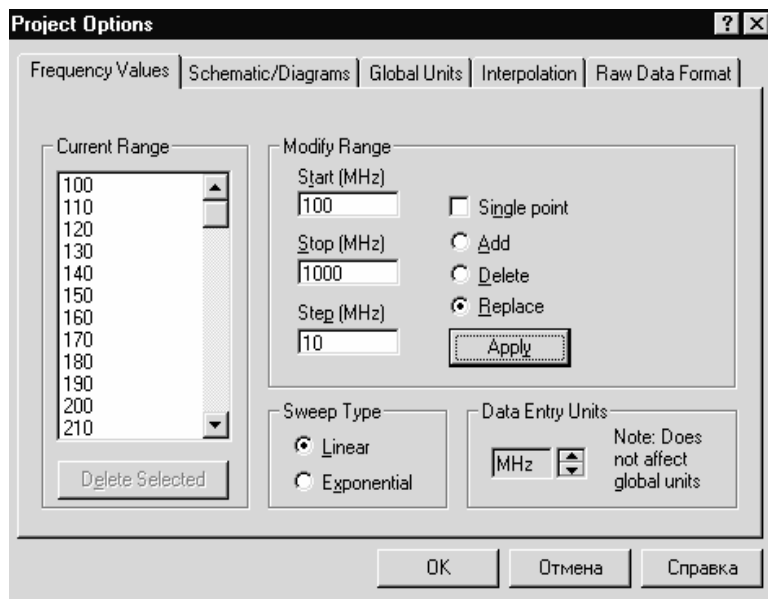 Project Options
Frequency Values
Schematic/Diagrams
Global Units
Interpolation
Raw Data Format
Current Range
100
110
120
130
140
150
160
170
180
190
200
210
Delete Selected
Modify Range
Start (MHz)
100
Stop (MHz)
1000
Step (MHz)
10
Single point
Add
Delete
Replace
Apply
Sweep Type
Linear
Exponential
Data Entry Units
MHz
Note: Does
not affect
global units
OK
Отмена
Справка